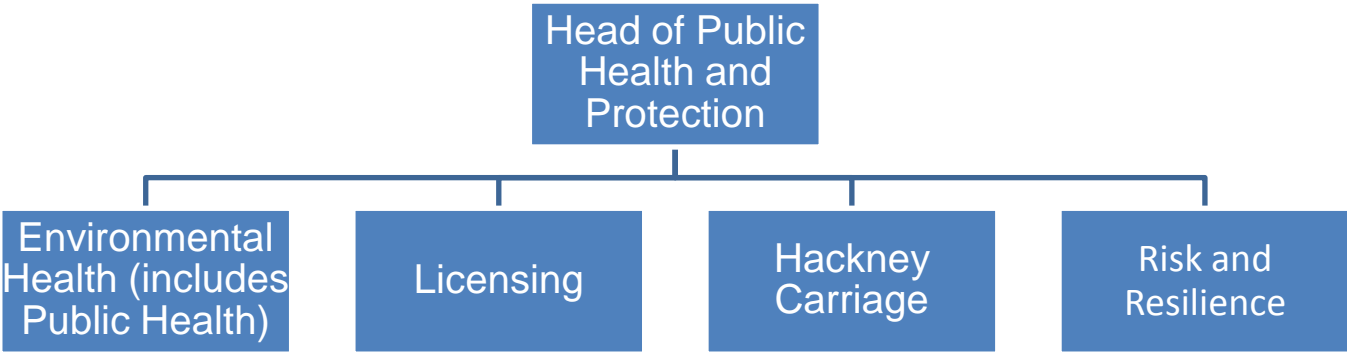 Head of Public
Health and
Protection
Environmental
Health (includes
Public Health)
Licensing
Hackney
Carriage
Risk and
Resilience